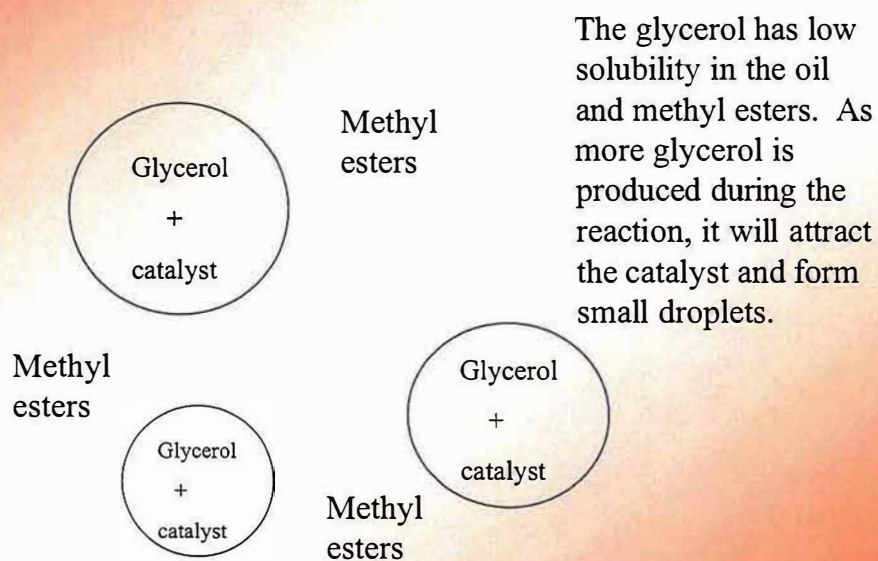 The glycerol has low
solubility in the oil
and methyl esters.  As
more glycerol is
produced during the
reaction, it will attract
the catalyst and form
small droplets.
Glycerol
+
catalyst
Methyl
esters
Methyl
esters
Glycerol
+
catalyst
Glycerol
+
catalyst
Methyl
esters